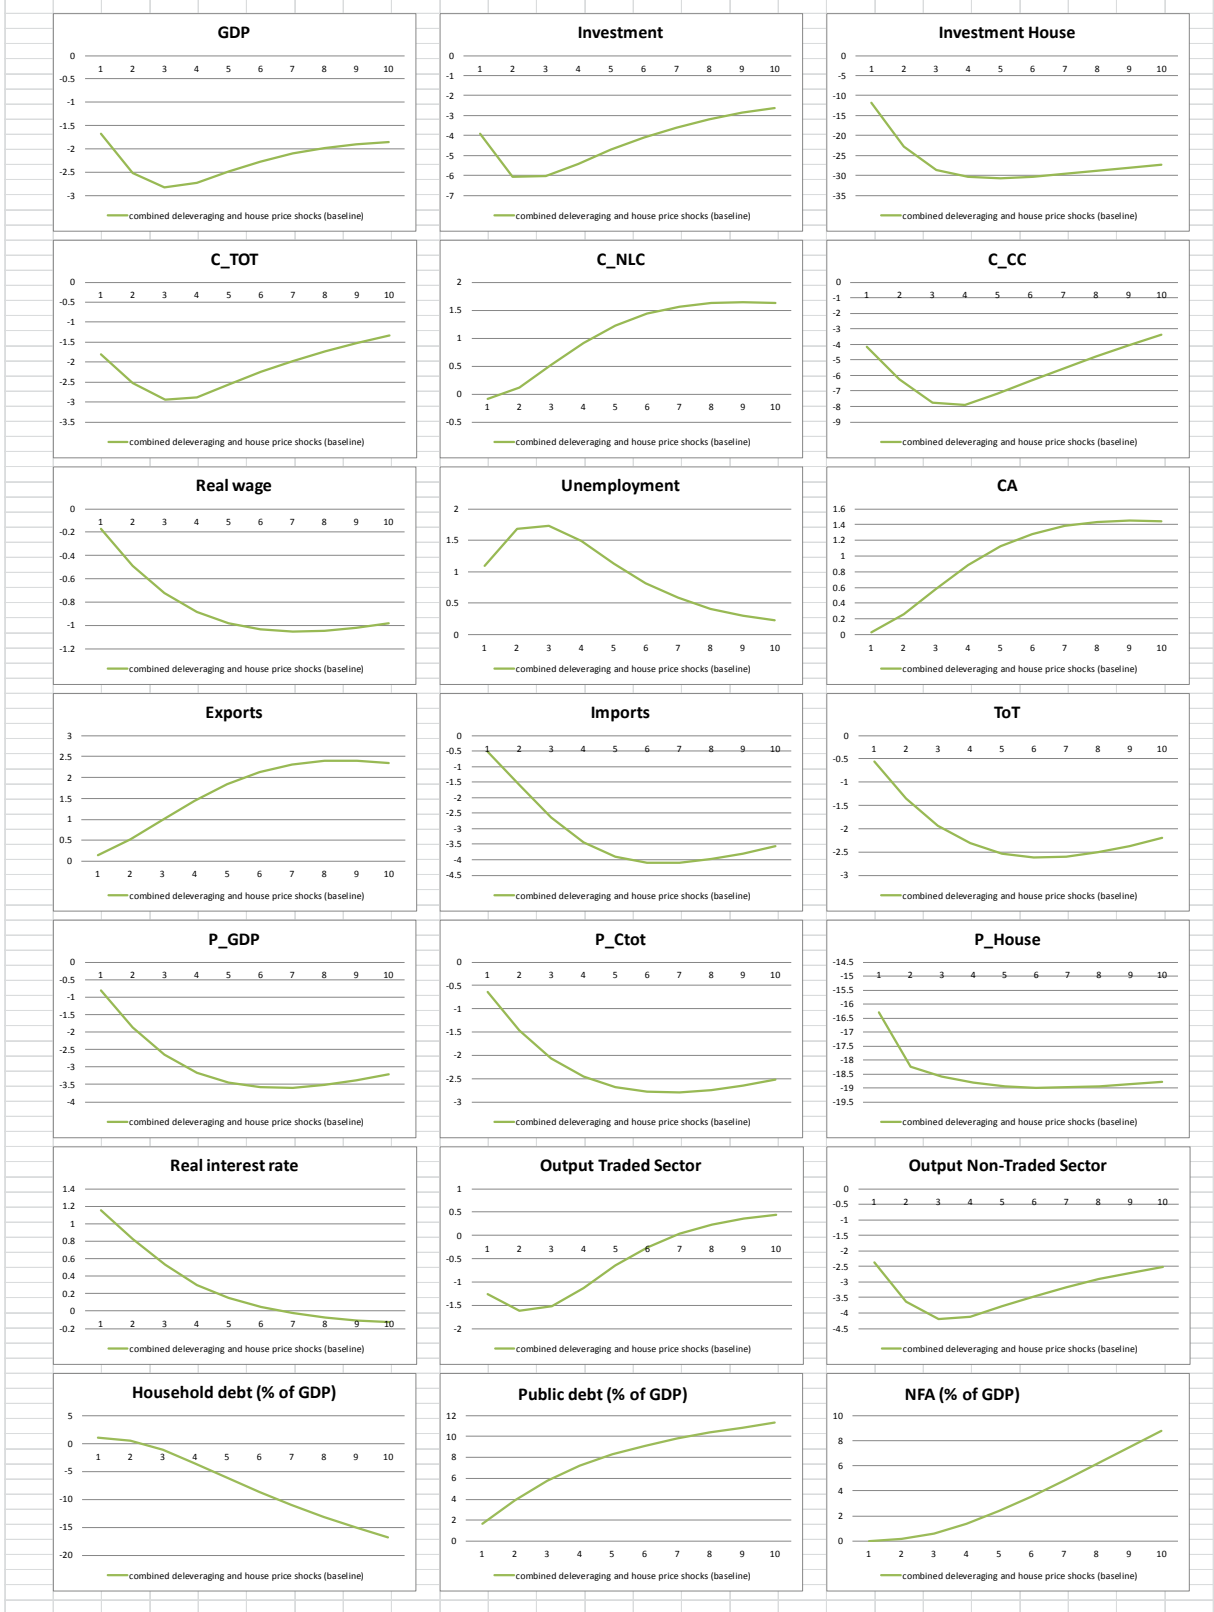 GDP
0
1 2 3 4 5 6 7 8 9 10
-0.5
-1
-1.5
-2
-2.5
-3
combined deleveraging and house price shocks (baseline)
Investment
0
1 2 3 4 5 6 7 8 9 10
-1
-2
-3
-4
-5
-6
-7
combined deleveraging and house price shocks (baseline)
Investment House
0
1 2 3 4 5 6 7 8 9 10
-5
-10
-15
-20
-25
-30
-35
combined deleveraging and house price shocks (baseline)
C_TOT
0
1 2 3 4 5 6 7 8 9 10
-0.5
-1
-1.5
-2
-2.5
-3
-3.5
combined deleveraging and house price shocks (baseline)
C_NLC
2
1.5
1
0.5
0
1 2 3 4 5 6 7 8 9 10
-0.5
combined deleveraging and house price shocks (baseline)
C_CC
0
1 2 3 4 5 6 7 8 9 10
-1
-2
-3
-4
-5
-6
-7
-8
-9
combined deleveraging and house price shocks (baseline)
Real wage
0
1 2 3 4 5 6 7 8 9 10
-0.2
-0.4
-0.6
-0.8
-1
-1.2
combined deleveraging and house price shocks (baseline)
Unemployment
2
1.5
1
0.5
0
1 2 3 4 5 6 7 8 9 10
combined deleveraging and house price shocks (baseline)
CA
1.6
1.4
1.2
1
0.8
0.6
0.4
0.2
0
1 2 3 4 5 6 7 8 9 10
combined deleveraging and house price shocks (baseline)
Exports
3
2.5
2
1.5
1
0.5
0
1 2 3 4 5 6 7 8 9 10
combined deleveraging and house price shocks (baseline)
Imports
0
-0.5
1 2 3 4 5 6 7 8 9 10
-1
-1.5
-2
-2.5
-3
-3.5
-4
-4.5
combined deleveraging and house price shocks (baseline)
ToT
0
1 2 3 4 5 6 7 8 9 10
-0.5
-1
-1.5
-2
-2.5
-3
combined deleveraging and house price shocks (baseline)
P_GDP
0
1 2 3 4 5 6 7 8 9 10
-0.5
-1
-1.5
-2
-2.5
-3
-3.5
-4
combined deleveraging and house price shocks (baseline)
P_Ctot
0
1 2 3 4 5 6 7 8 9 10
-0.5
-1
-1.5
-2
-2.5
-3
combined deleveraging and house price shocks (baseline)
P_House
-14.5
-15
1 2 3 4 5 6 7 8 9 10
-15.5
-16
-16.5
-17
-17.5
-18
-18.5
-19
-19.5
combined deleveraging and house price shocks (baseline)
Real interest rate
1.4
1.2
1
0.8
0.6
0.4
0.2
0
1 2 3 4 5 6 7 8 9 10
-0.2
combined deleveraging and house price shocks (baseline)
Output Traded Sector
1
0.5
0
1 2 3 4 5 6 7 8 9 10
-0.5
-1
-1.5
-2
combined deleveraging and house price shocks (baseline)
Output Non-Traded Sector
0
1 2 3 4 5 6 7 8 9 10
-0.5
-1
-1.5
-2
-2.5
-3
-3.5
-4
-4.5
combined deleveraging and house price shocks (baseline)
Household debt (% of GDP)
5
0
1 2 3 4 5 6 7 8 9 10
-5
-10
-15
-20
combined deleveraging and house price shocks (baseline)
Public debt (% of GDP)
12
10
8
6
4
2
0
1 2 3 4 5 6 7 8 9 10
combined deleveraging and house price shocks (baseline)
NFA (% of GDP)
10
8
6
4
2
0
1 2 3 4 5 6 7 8 9 10
combined deleveraging and house price shocks (baseline)